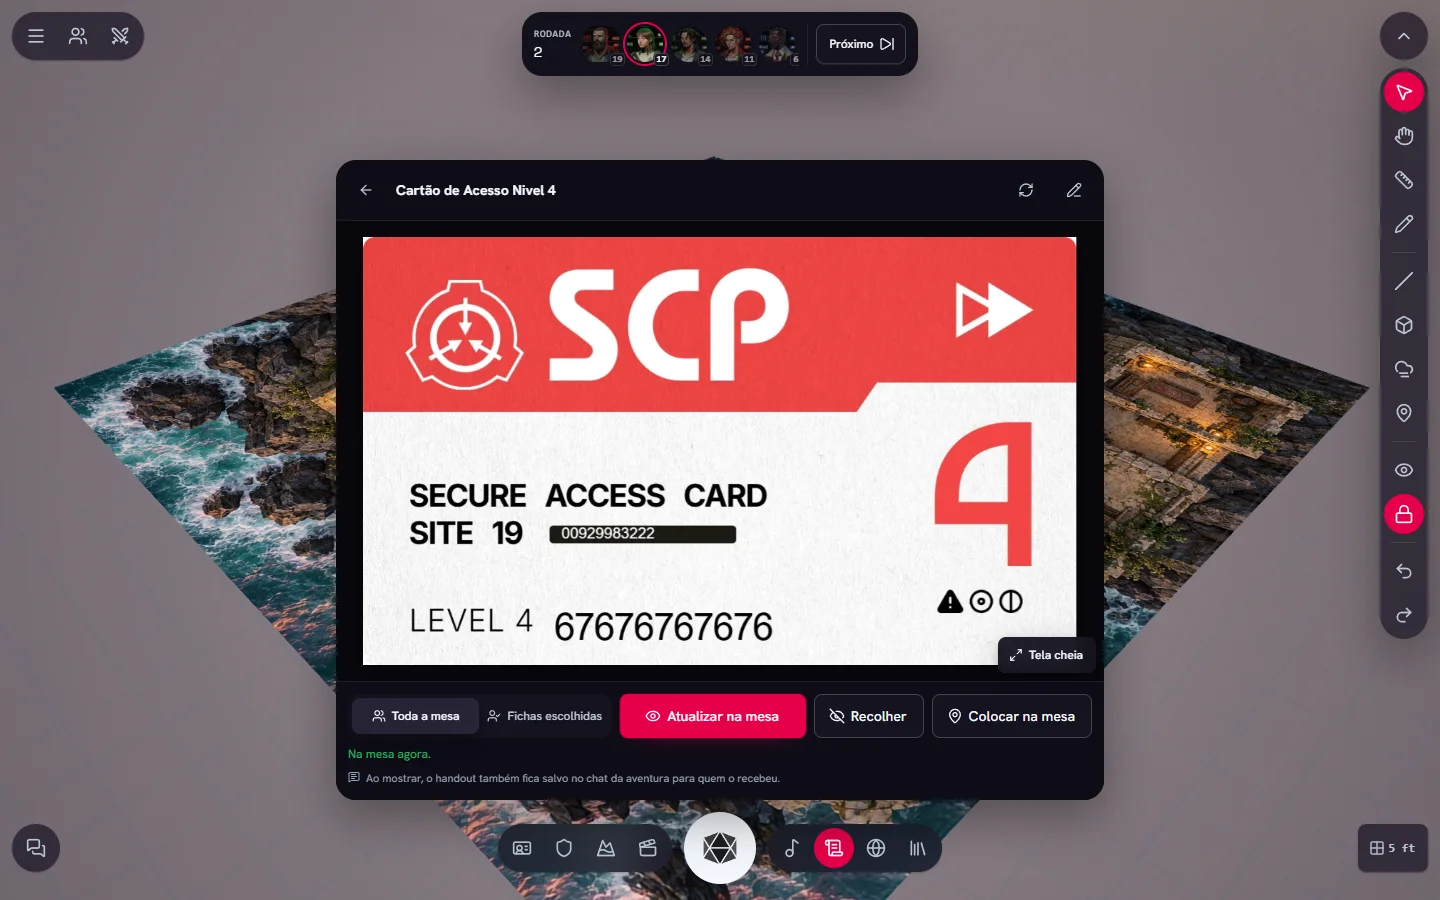 RODADA
2
19
17
14
11
6
Próximo
Cartão de Acesso Nivel 4
SCP
4
SECURE ACCESS CARD
SITE 19
00929983222
LEVEL 4
67676767676
Tela cheia
Toda a mesa
Fichas escolhidas
Atualizar na mesa
Recolher
Colocar na mesa
Na mesa agora.
Ao mostrar, o handout também fica salvo no chat da aventura para quem o recebeu.
5 ft